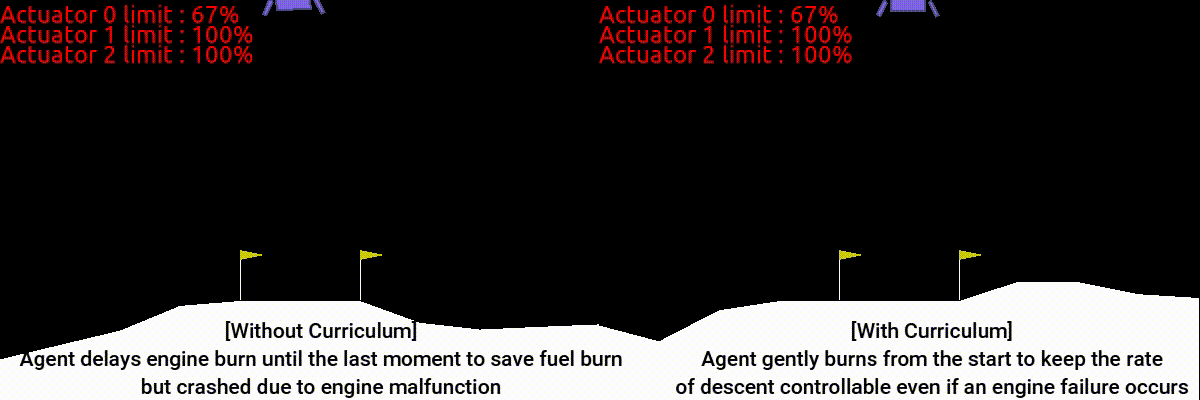 Actuator 0 limit : 67%
Actuator 1 limit : 100%
Actuator 2 limit : 100%
[Without Curriculum]
Agent delays engine burn until the last moment to save fuel burn
but crashed due to engine malfunction
Actuator 0 limit : 67%
Actuator 1 limit : 100%
Actuator 2 limit : 100%
[With Curriculum]
Agent gently burns from the start to keep the rate
of descent controllable even if an engine failure occurs